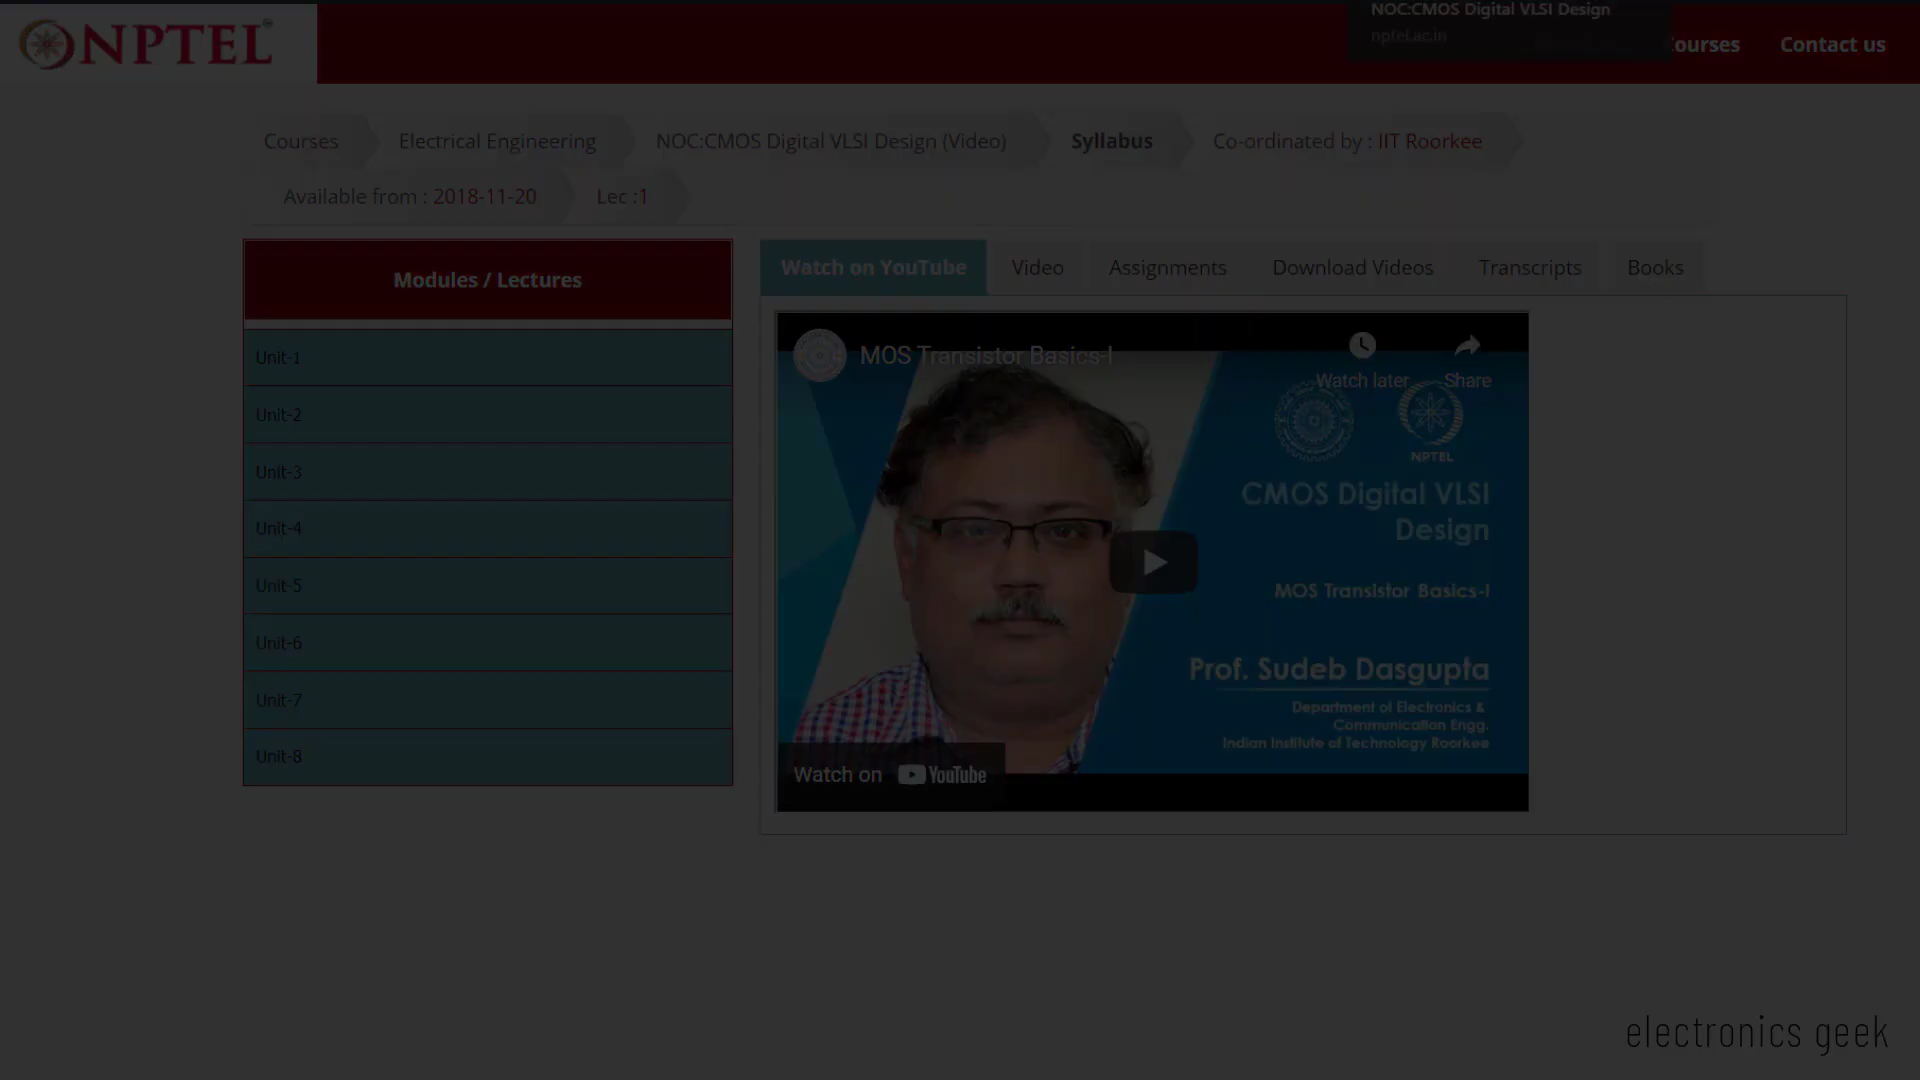 NOC:CMOS Digital VLSI Design
nptel.ac.in
NPTEL
Courses
Contact us
Courses
Electrical Engineering
NOC:CMOS Digital VLSI Design (Video)
Syllabus
Co-ordinated by : IIT Roorkee
Available from : 2018-11-20
Lec :1
Modules / Lectures
Unit-1
Unit-2
Unit-3
Unit-4
Unit-5
Unit-6
Unit-7
Unit-8
Watch on YouTube
Video
Assignments
Download Videos
Transcripts
Books
MOS Transistor Basics-I
Watch later
Share
NPTEL
CMOS Digital VLSI
Design
MOS Transistor Basics-I
Prof. Sudeb Dasgupta
Department of Electronics &
Communication Engg.
Indian Institute of Technology Roorkee
Watch on YouTube
electronics geek